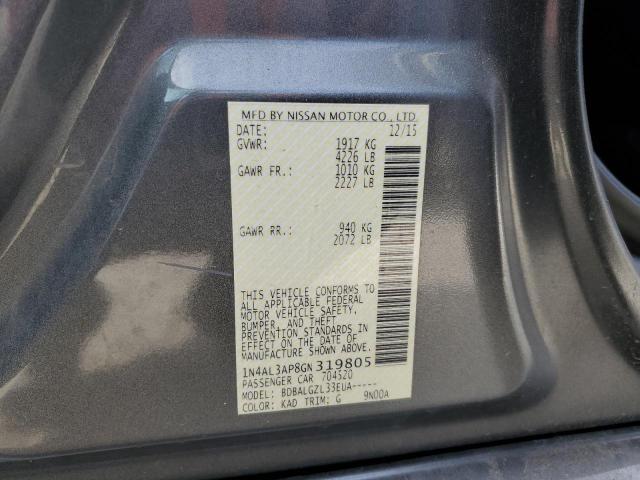 MFD BY NISSAN MOTOR CO., LTD.
DATE: 12/15
GVWR: 1917 KG
4226 LB
GAWR FR.: 1010 KG
2227 LB
GAWR RR.: 940 KG
2072 LB
THIS VEHICLE CONFORMS TO
ALL APPLICABLE FEDERAL
MOTOR VEHICLE SAFETY,
BUMPER, AND THEFT
PREVENTION STANDARDS IN
EFFECT ON THE DATE OF
MANUFACTURE SHOWN ABOVE.
1N4AL3AP8GN319805
PASSENGER CAR 704520
MODEL: BDBALGZL33EUA-----
COLOR: KAD TRIM: G 9N00A